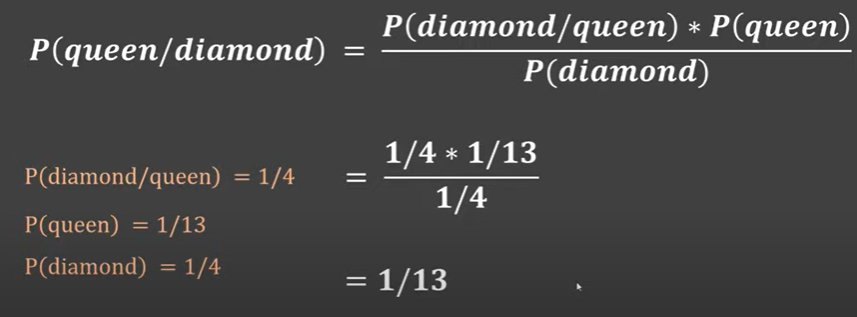 P(queen/diamond) = P(diamond/queen) * P(queen) / P(diamond)
P(diamond/queen) = 1/4
P(queen) = 1/13
P(diamond) = 1/4
= 1/4 * 1/13 / 1/4
= 1/13